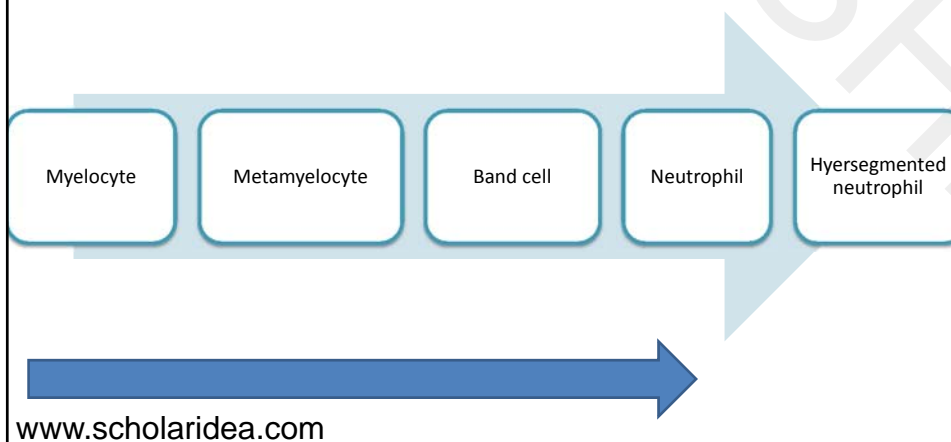 Myelocyte
Metamyelocyte
Band cell
Neutrophil
Hyersegmented
neutrophil
www.scholaridea.com